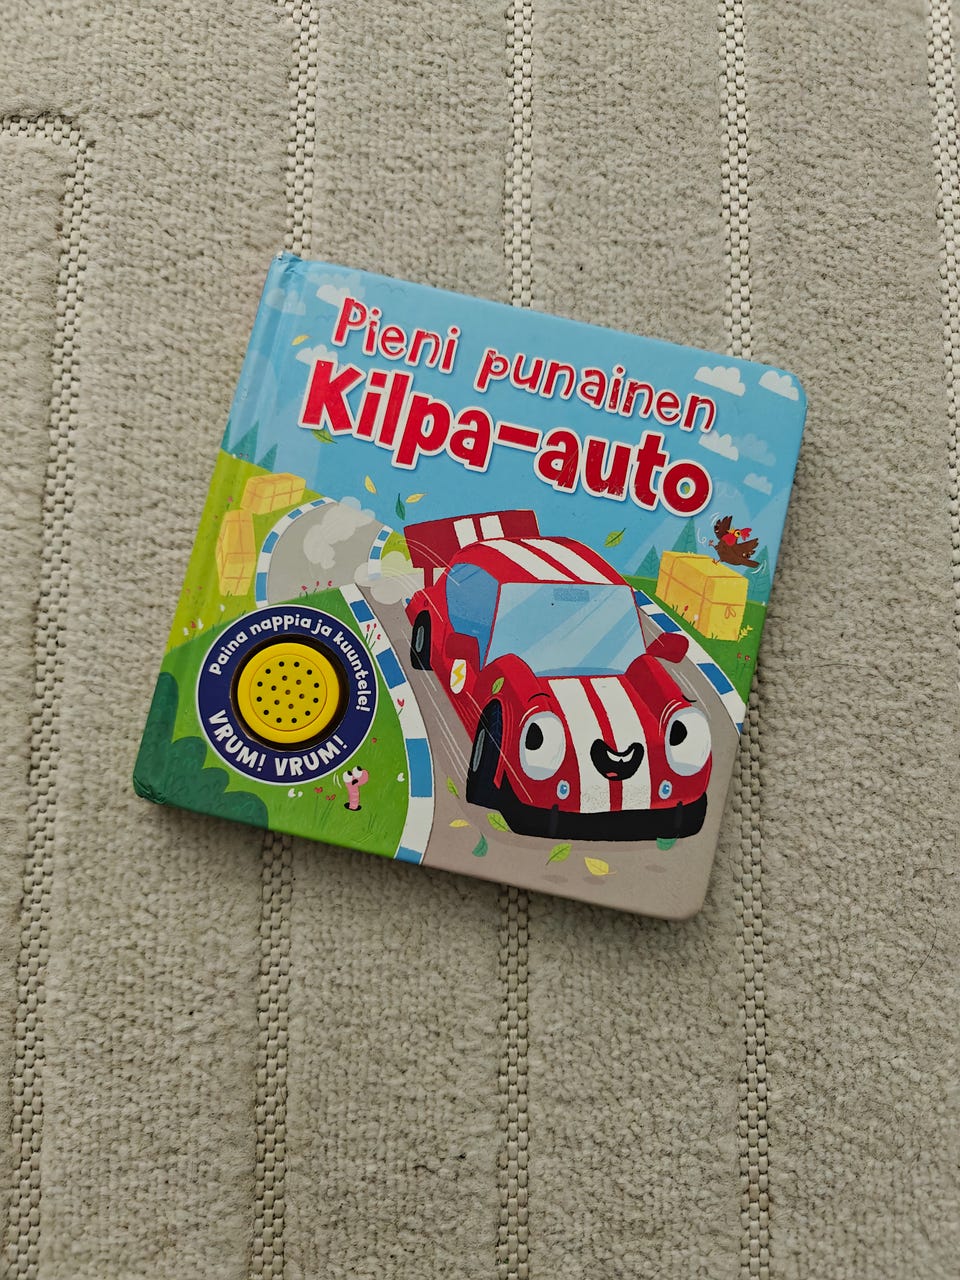 Pieni punainen
Kilpa-auto
Paina nappia ja kuuntele!
VRUM! VRUM!